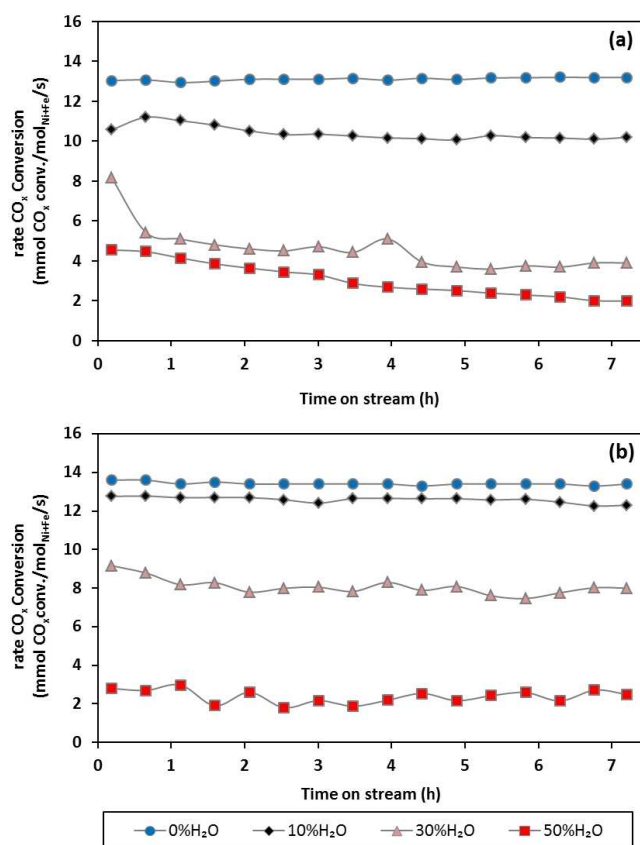 (a)
rate COₓ Conversion
(mmol COₓ conv./mol_Ni+Fe/s)
16
14
12
10
8
6
4
2
0
0 1 2 3 4 5 6 7
Time on stream (h)
(b)
rate COₓ Conversion
(mmol COₓ conv./mol_Ni+Fe/s)
16
14
12
10
8
6
4
2
0
0 1 2 3 4 5 6 7
Time on stream (h)
0%H₂O 10%H₂O 30%H₂O 50%H₂O